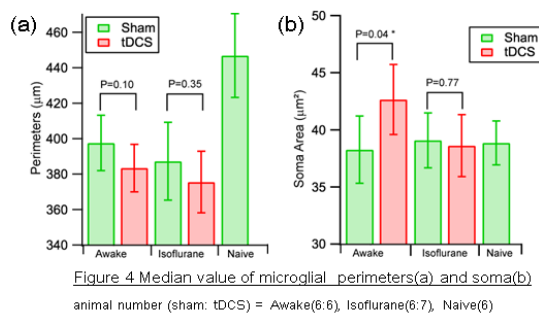 (a)
Sham
tDCS
460
440
420
400
380
360
340
Perimeters (μm)
P=0.10
P=0.35
Awake
Isoflurane
Naive
(b)
Sham
tDCS
50
45
40
35
30
Soma Area (μm²)
P=0.04 *
P=0.77
Awake
Isoflurane
Naive
Figure 4 Median value of microglial perimeters(a) and soma(b)
animal number (sham: tDCS) = Awake(6:6), Isoflurane(6:7), Naive(6)